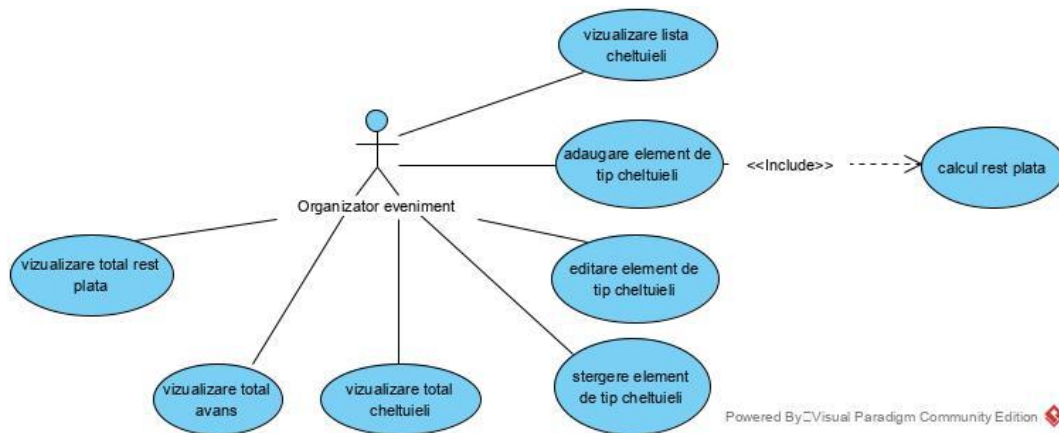 vizualizare lista
cheltuieli
adaugare element de
tip cheltuieli
<<Include>>
calcul rest plata
Organizator eveniment
vizualizare total rest
plata
editare element de
tip cheltuieli
vizualizare total
avans
vizualizare total
cheltuieli
stergere element
de tip cheltuieli
Powered By Visual Paradigm Community Edition